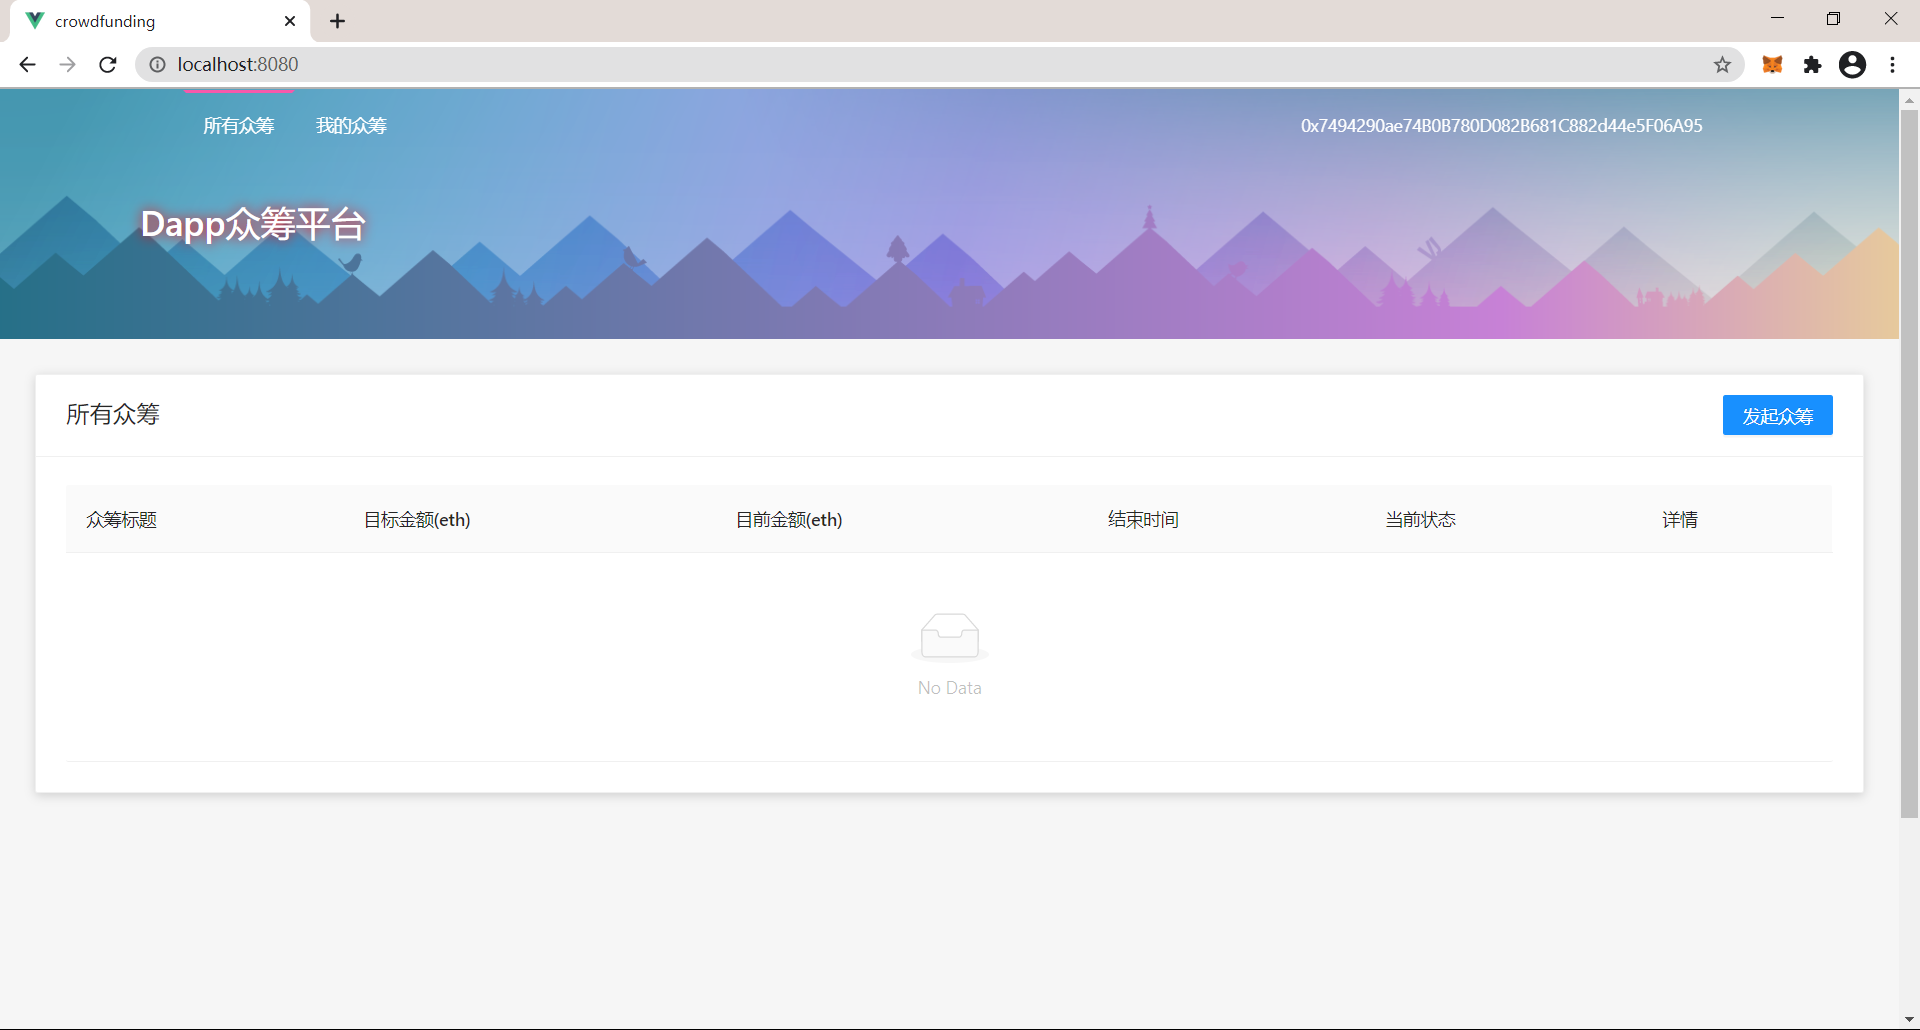 crowdfunding
localhost:8080
所有众筹 我的众筹 0x7494290ae74B0B780D082B681C882d44e5F06A95
Dapp众筹平台
所有众筹 发起众筹
众筹标题 目标金额(eth) 目前金额(eth) 结束时间 当前状态 详情
No Data